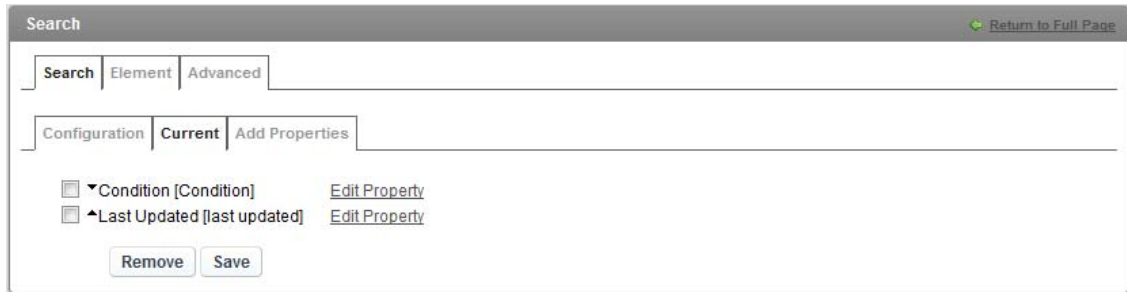 Search Return to Full Page
Search Element Advanced
Configuration Current Add Properties
Condition [Condition] Edit Property
Last Updated [last updated] Edit Property
Remove Save